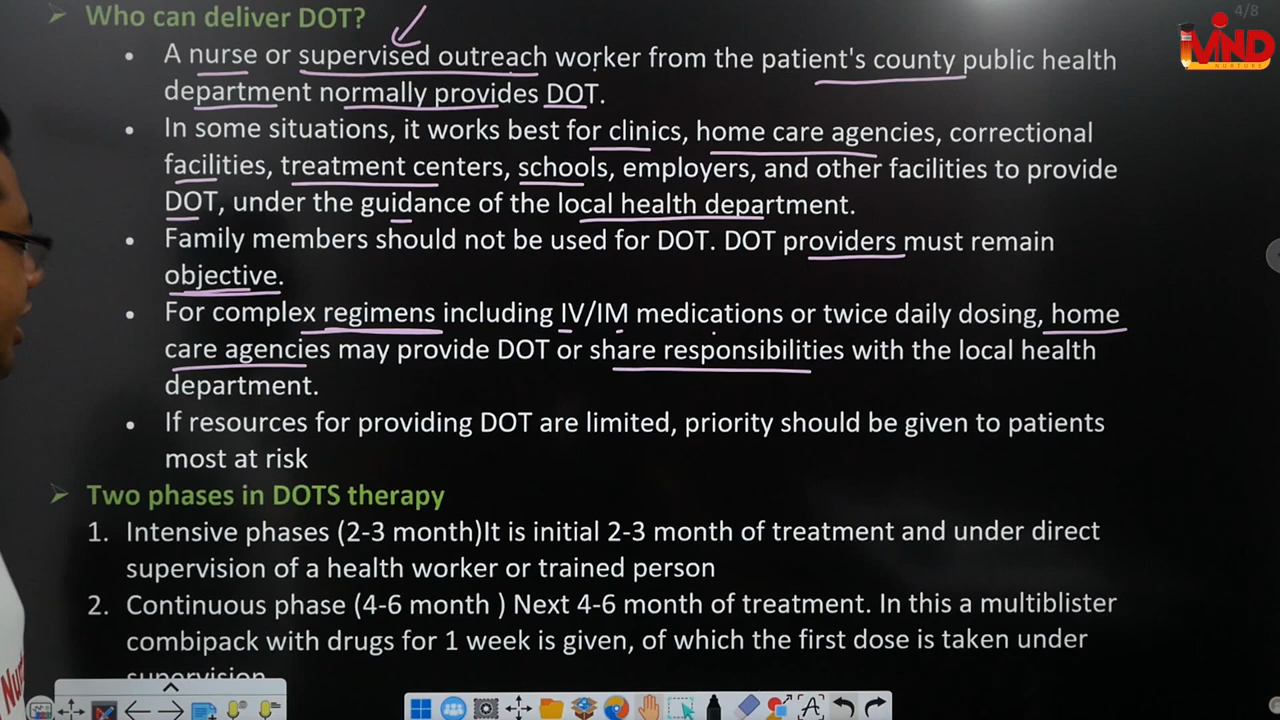 Who can deliver DOT?
4/8
MIND
NURTURE
A nurse or supervised outreach worker from the patient's county public health
department normally provides DOT.
In some situations, it works best for clinics, home care agencies, correctional
facilities, treatment centers, schools, employers, and other facilities to provide
DOT, under the guidance of the local health department.
Family members should not be used for DOT. DOT providers must remain
objective.
For complex regimens including IV/IM medications or twice daily dosing, home
care agencies may provide DOT or share responsibilities with the local health
department.
If resources for providing DOT are limited, priority should be given to patients
most at risk
Two phases in DOTS therapy
1. Intensive phases (2-3 month)It is initial 2-3 month of treatment and under direct
supervision of a health worker or trained person
2. Continuous phase (4-6 month ) Next 4-6 month of treatment. In this a multiblister
combipack with drugs for 1 week is given, of which the first dose is taken under
supervision